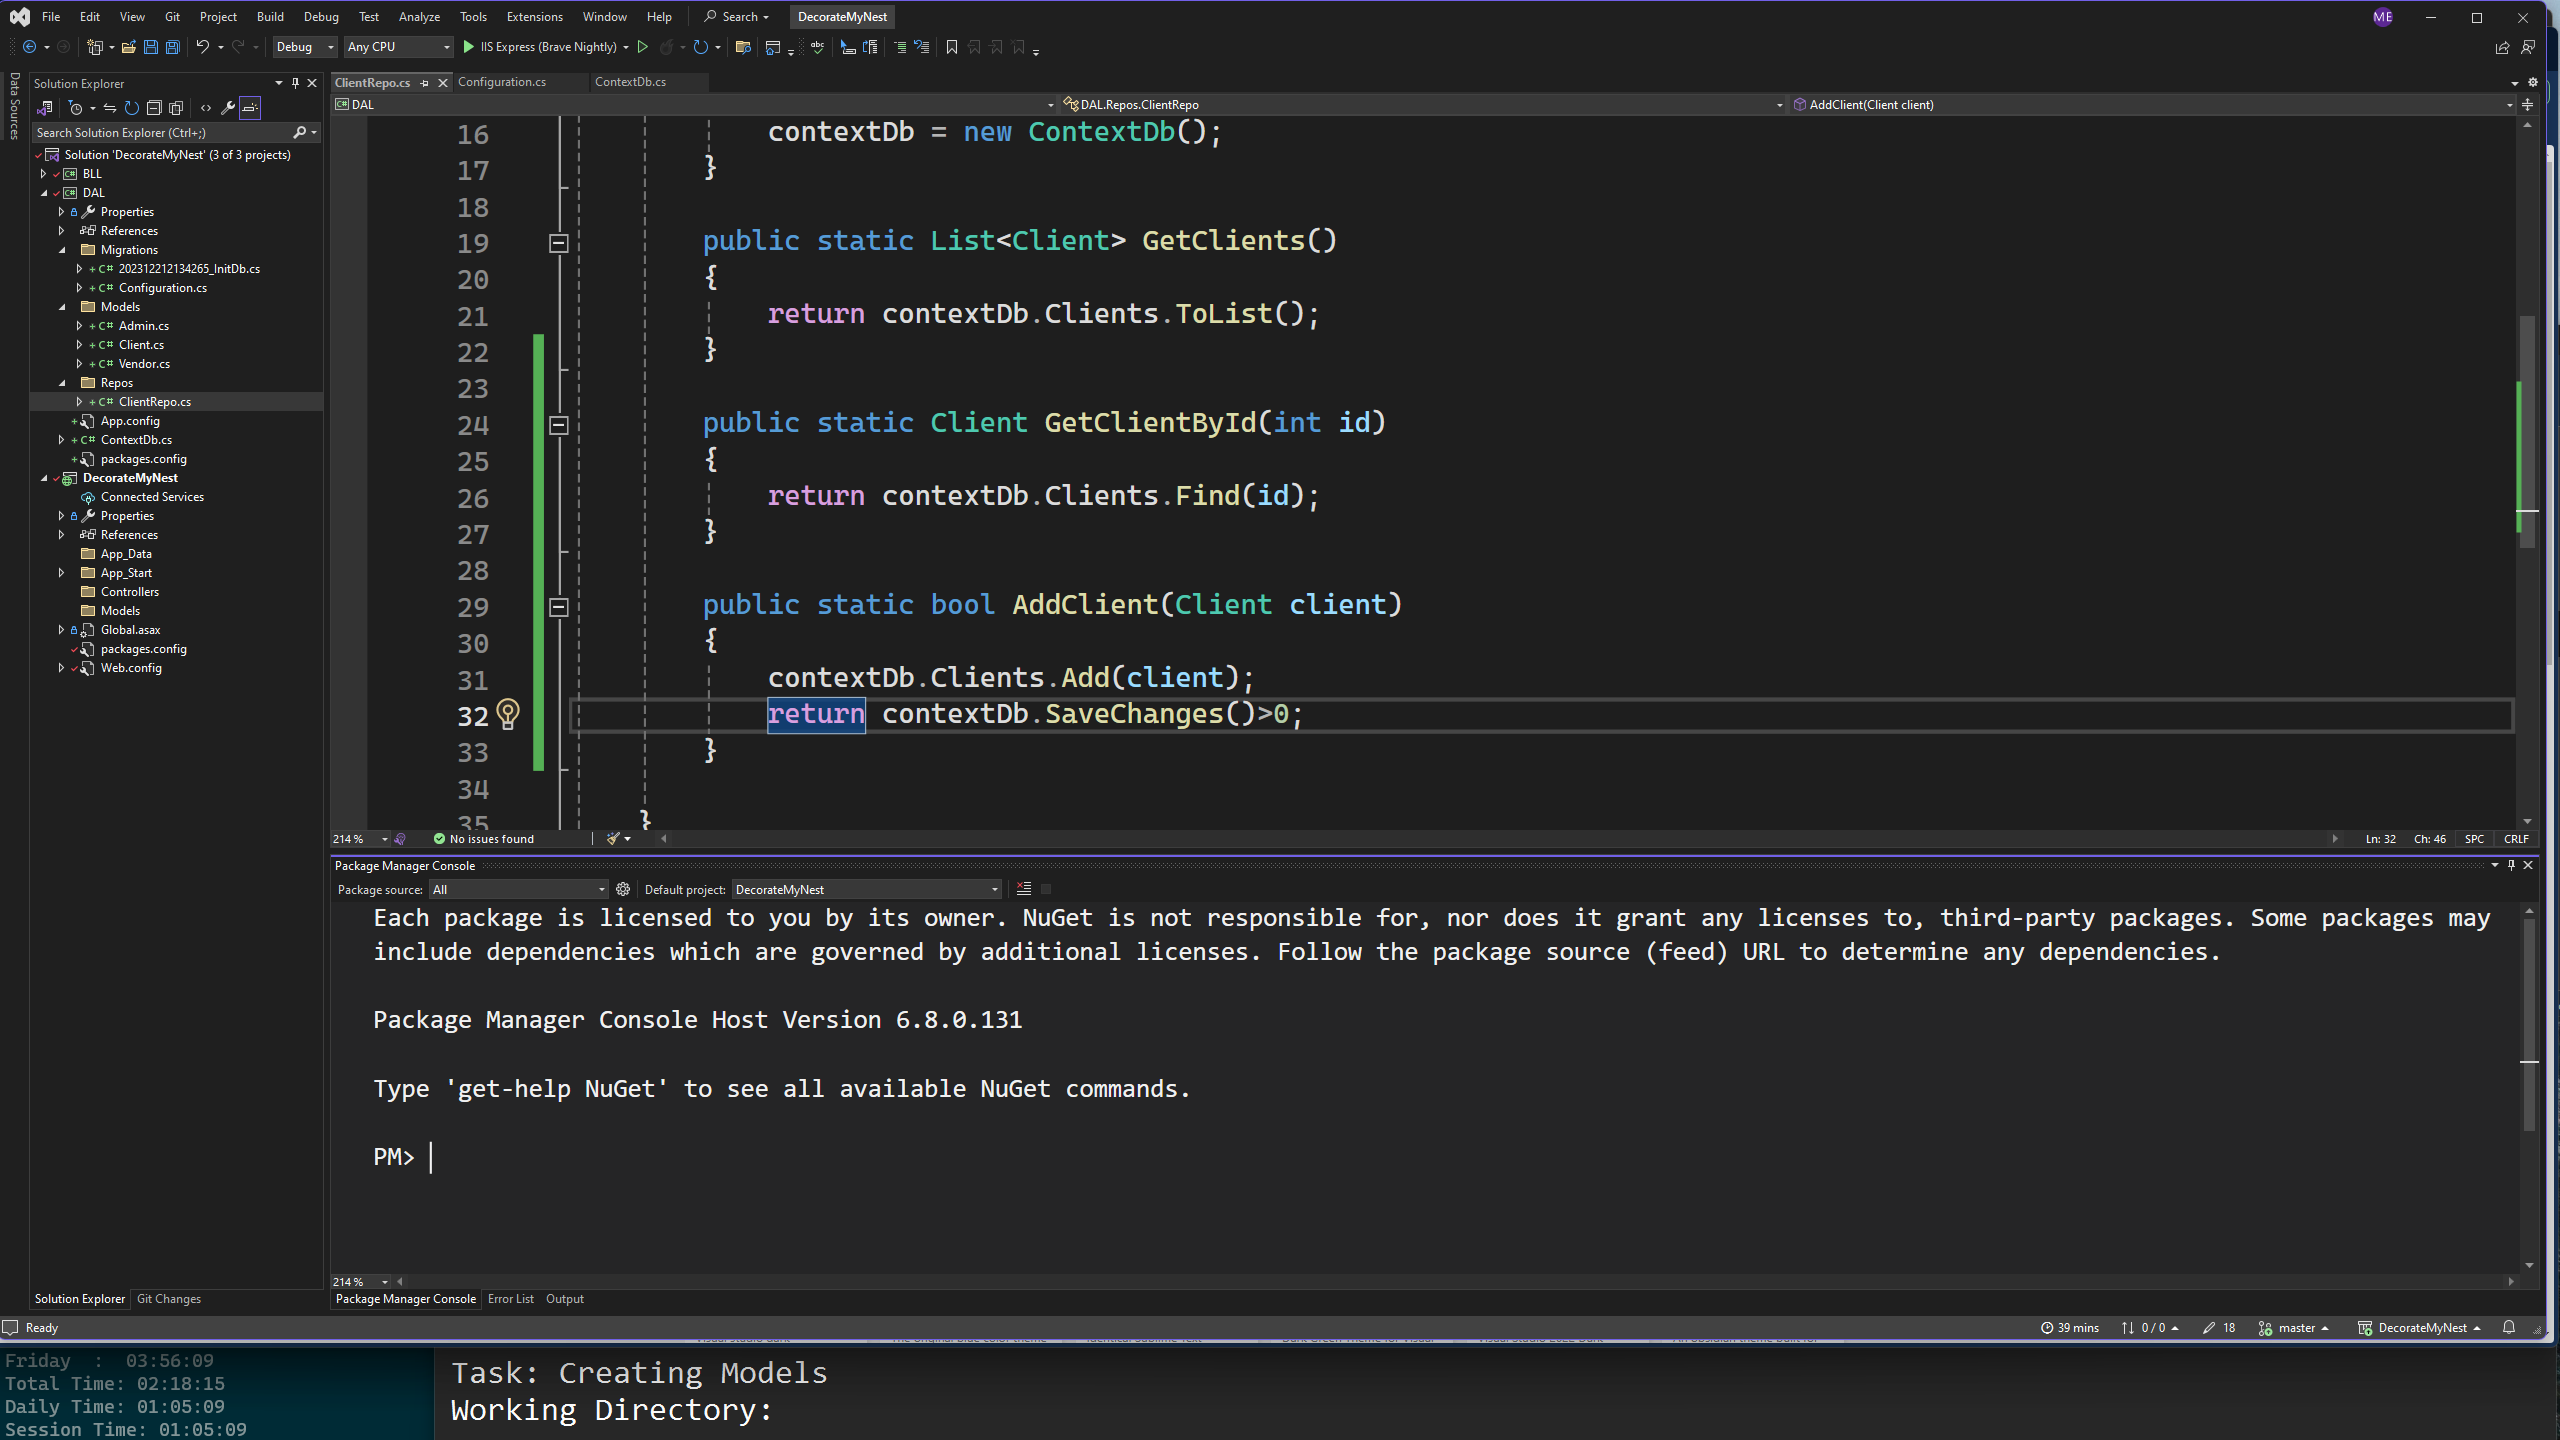 File Edit View Git Project Build Debug Test Analyze Tools Extensions Window Help Search DecorateMyNest ME
Debug Any CPU IIS Express (Brave Nightly)
Data Sources
Solution Explorer
Search Solution Explorer (Ctrl+;)
Solution 'DecorateMyNest' (3 of 3 projects)
BLL
DAL
Properties
References
Migrations
202312212134265_InitDb.cs
Configuration.cs
Models
Admin.cs
Client.cs
Vendor.cs
Repos
ClientRepo.cs
App.config
ContextDb.cs
packages.config
DecorateMyNest
Connected Services
Properties
References
App_Data
App_Start
Controllers
Models
Global.asax
packages.config
Web.config
Solution Explorer Git Changes
ClientRepo.cs Configuration.cs ContextDb.cs
DAL DAL.Repos.ClientRepo AddClient(Client client)
16 contextDb = new ContextDb();
17 }
18
19 public static List<Client> GetClients()
20 {
21 return contextDb.Clients.ToList();
22 }
23
24 public static Client GetClientById(int id)
25 {
26 return contextDb.Clients.Find(id);
27 }
28
29 public static bool AddClient(Client client)
30 {
31 contextDb.Clients.Add(client);
32 return contextDb.SaveChanges()>0;
33 }
34
35 }
214 % No issues found Ln: 32 Ch: 46 SPC CRLF
Package Manager Console
Package source: All Default project: DecorateMyNest
Each package is licensed to you by its owner. NuGet is not responsible for, nor does it grant any licenses to, third-party packages. Some packages may
include dependencies which are governed by additional licenses. Follow the package source (feed) URL to determine any dependencies.
Package Manager Console Host Version 6.8.0.131
Type 'get-help NuGet' to see all available NuGet commands.
PM>
214 %
Package Manager Console Error List Output
Ready 39 mins 0 / 0 18 master DecorateMyNest
Friday : 03:56:09
Total Time: 02:18:15
Daily Time: 01:05:09
Session Time: 01:05:09
Task: Creating Models
Working Directory: